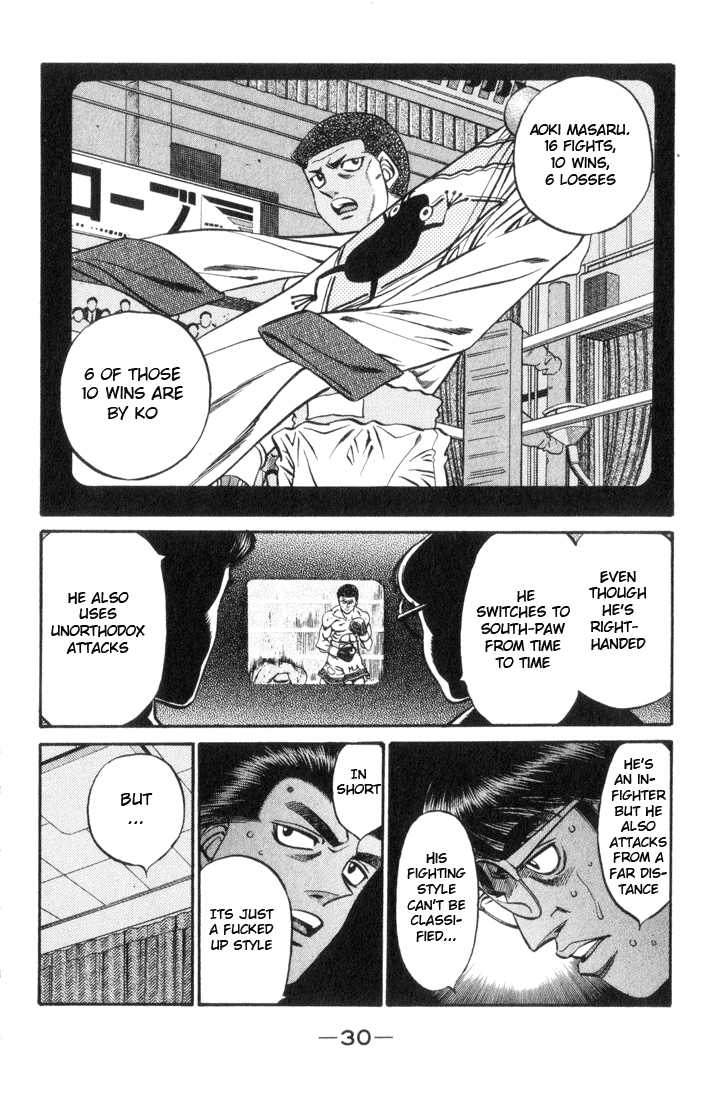 AOKI MASARU.
16 FIGHTS,
10 WINS,
6 LOSSES
ロープ
6 OF THOSE
10 WINS ARE
BY KO
EVEN
THOUGH
HE'S
RIGHT-
HANDED
HE
SWITCHES TO
SOUTH-PAW
FROM TIME
TO TIME
HE ALSO
USES
UNORTHODOX
ATTACKS
HE'S
AN IN-
FIGHTER
BUT HE
ALSO
ATTACKS
FROM A
FAR DIS-
TANCE
HIS
FIGHTING
STYLE
CAN'T BE
CLASSI-
FIED...
IN
SHORT
ITS JUST
A FUCKED
UP STYLE
BUT
...
—30—